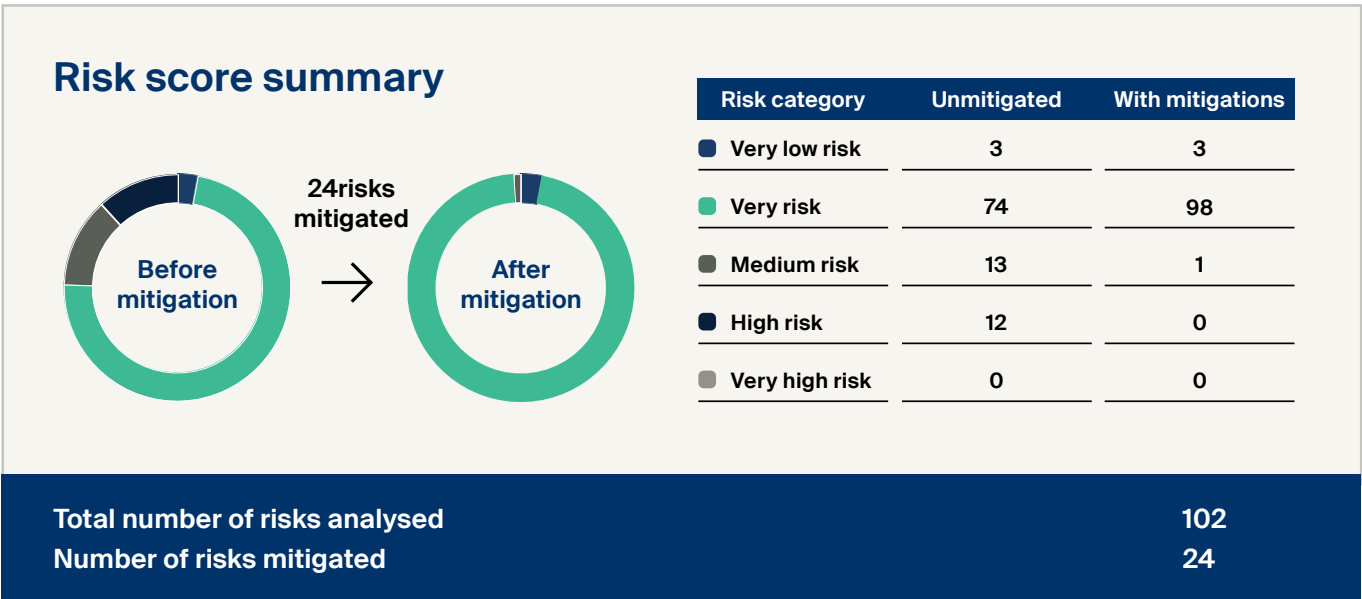 Risk score summary
24risks
mitigated
Before
mitigation
After
mitigation
Risk category Unmitigated With mitigations
Very low risk 3 3
Very risk 74 98
Medium risk 13 1
High risk 12 0
Very high risk 0 0
Total number of risks analysed 102
Number of risks mitigated 24